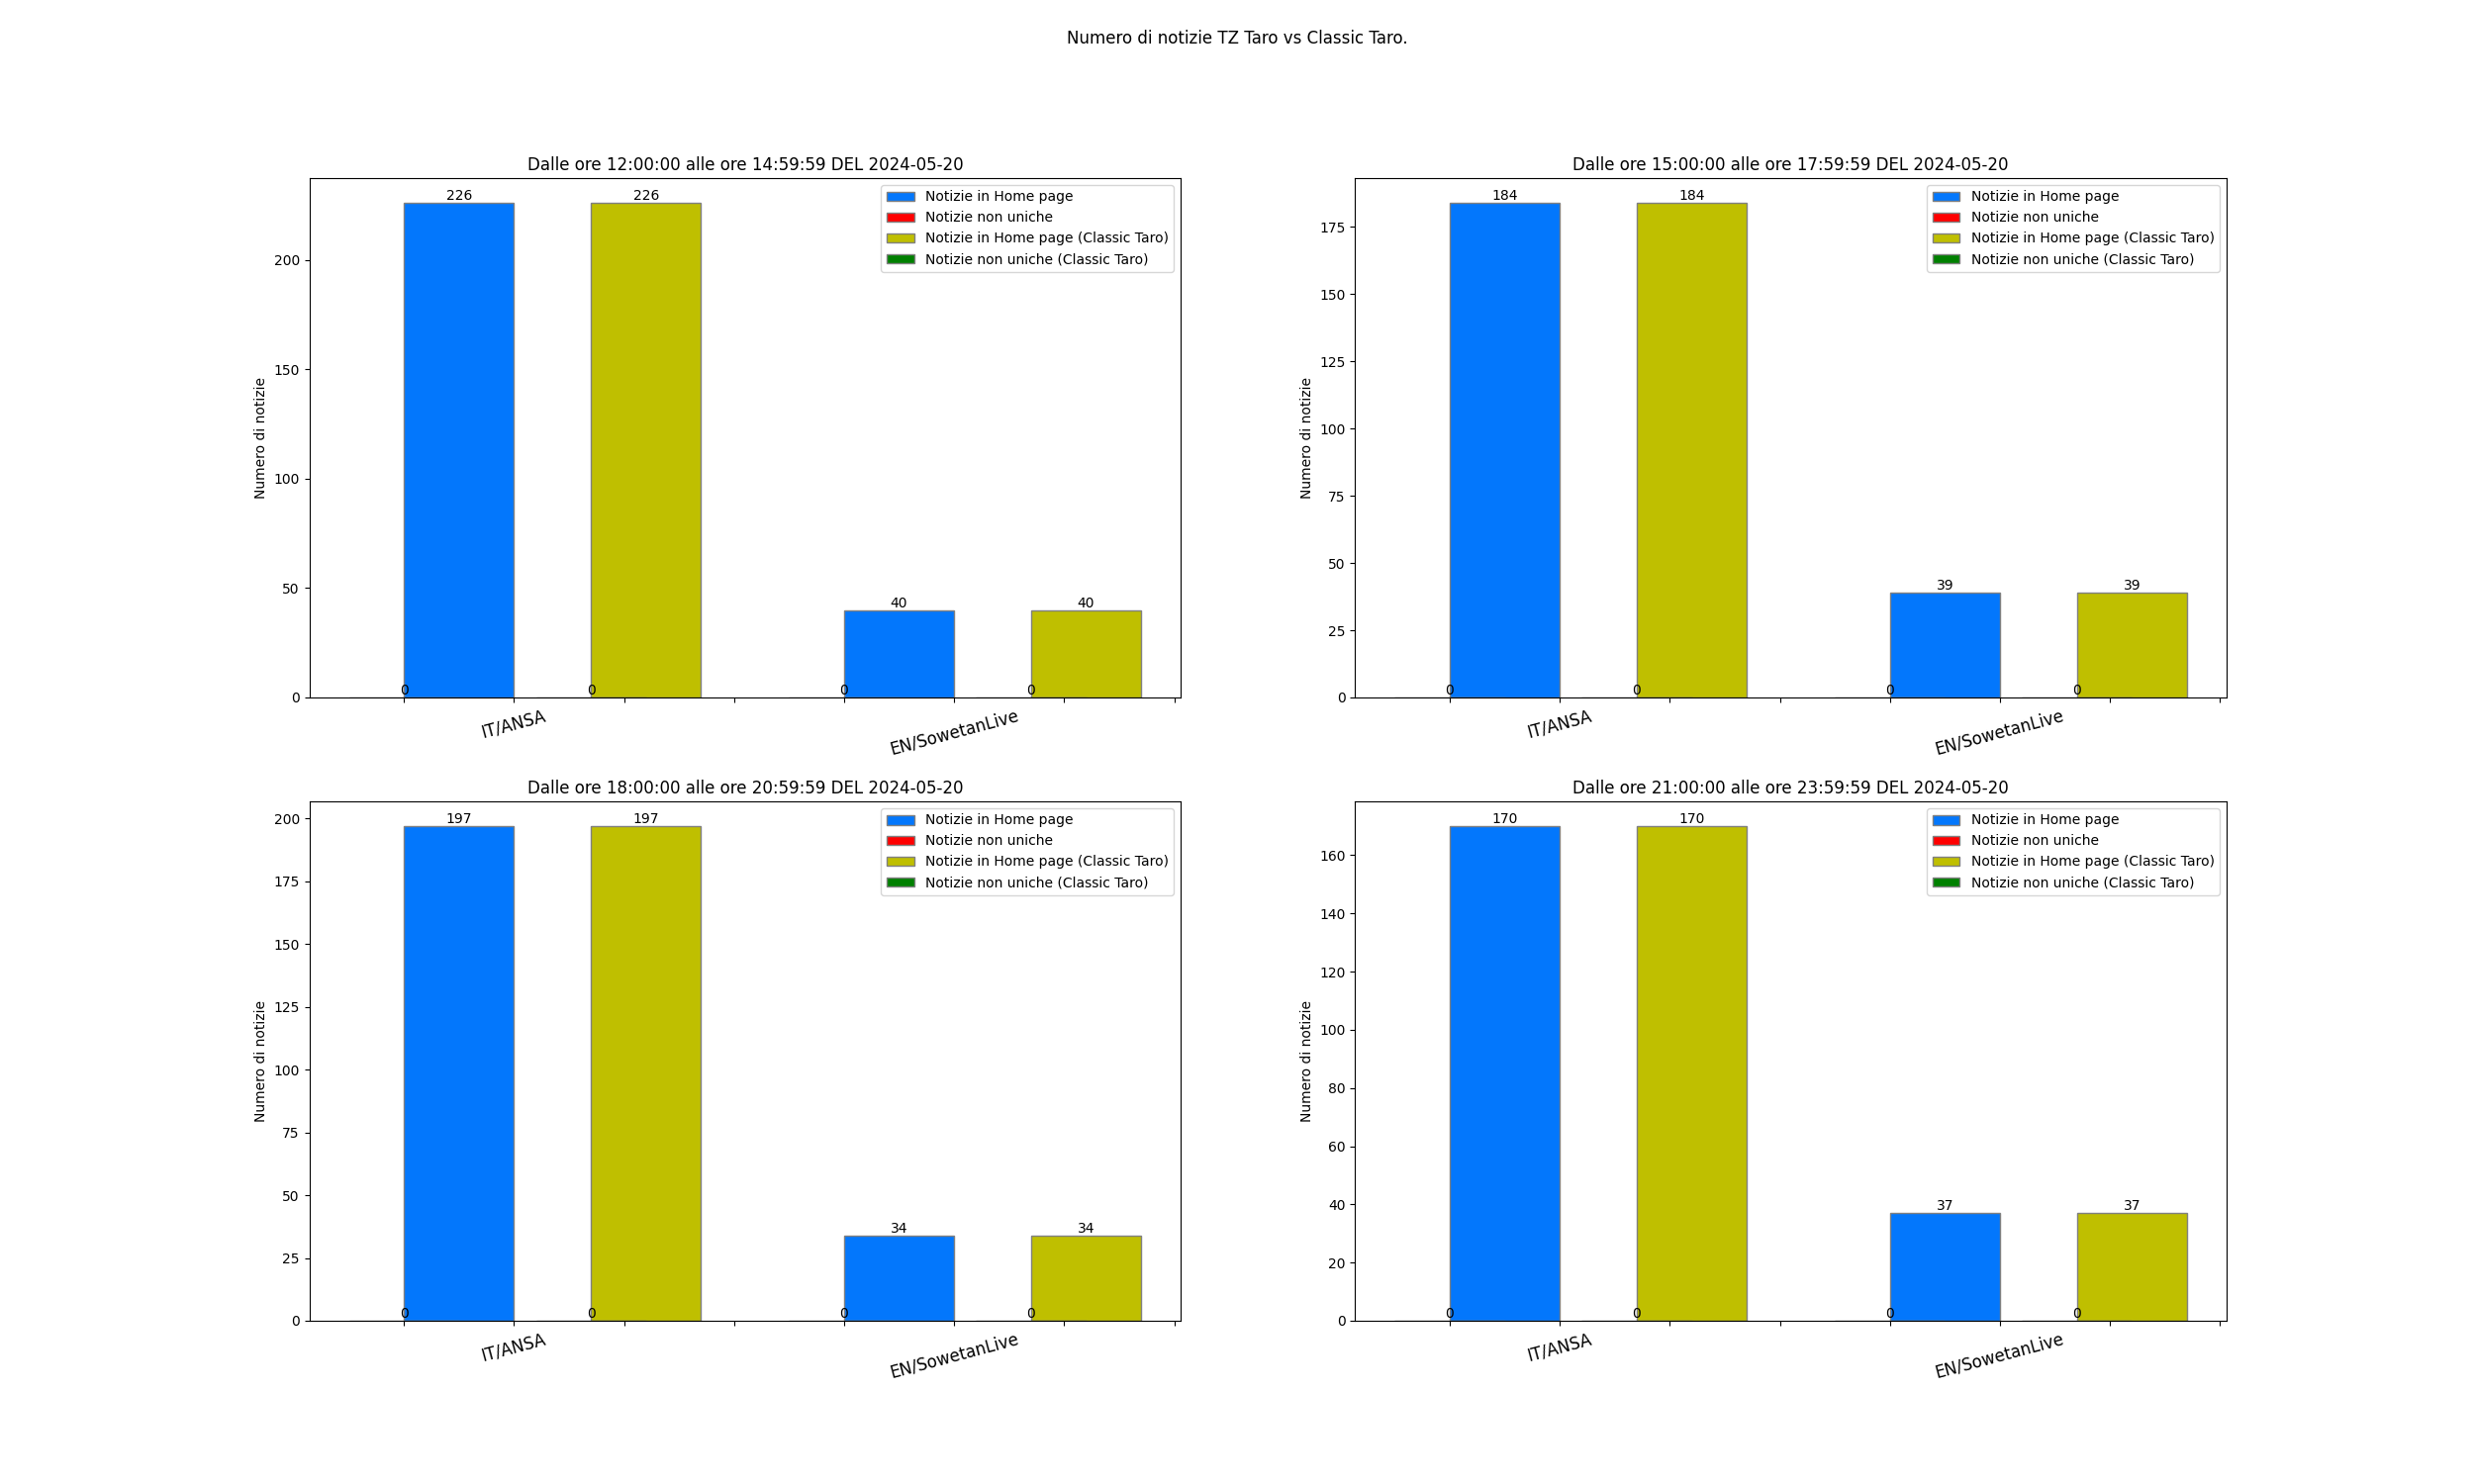 Numero di notizie TZ Taro vs Classic Taro.
Dalle ore 12:00:00 alle ore 14:59:59 DEL 2024-05-20
Numero di notizie
200
150
100
50
0
226
226
40
40
0
0
0
0
Notizie in Home page
Notizie non uniche
Notizie in Home page (Classic Taro)
Notizie non uniche (Classic Taro)
IT/ANSA
EN/SowetanLive
Dalle ore 15:00:00 alle ore 17:59:59 DEL 2024-05-20
Numero di notizie
175
150
125
100
75
50
25
0
184
184
39
39
0
0
0
0
Notizie in Home page
Notizie non uniche
Notizie in Home page (Classic Taro)
Notizie non uniche (Classic Taro)
IT/ANSA
EN/SowetanLive
Dalle ore 18:00:00 alle ore 20:59:59 DEL 2024-05-20
Numero di notizie
200
175
150
125
100
75
50
25
0
197
197
34
34
0
0
0
0
Notizie in Home page
Notizie non uniche
Notizie in Home page (Classic Taro)
Notizie non uniche (Classic Taro)
IT/ANSA
EN/SowetanLive
Dalle ore 21:00:00 alle ore 23:59:59 DEL 2024-05-20
Numero di notizie
160
140
120
100
80
60
40
20
0
170
170
37
37
0
0
0
0
Notizie in Home page
Notizie non uniche
Notizie in Home page (Classic Taro)
Notizie non uniche (Classic Taro)
IT/ANSA
EN/SowetanLive